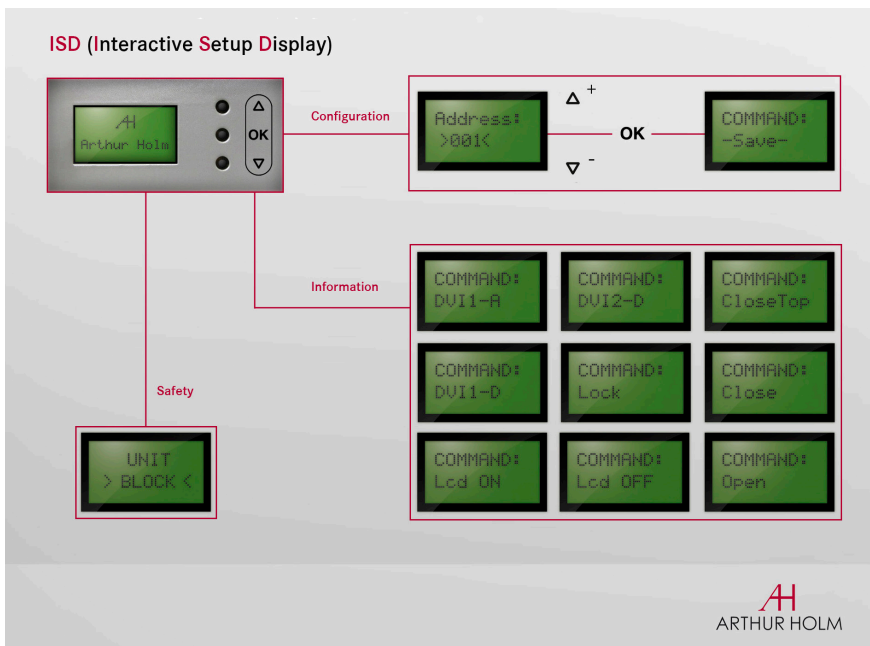 ISD (Interactive Setup Display)
AH
Arthur Holm
OK
Configuration
Address:
>001<
+
OK
-
COMMAND:
-Save-
Information
COMMAND:
DVI1-A
COMMAND:
DVI2-D
COMMAND:
CloseTop
COMMAND:
DVI1-D
COMMAND:
Lock
COMMAND:
Close
COMMAND:
Lcd ON
COMMAND:
Lcd OFF
COMMAND:
Open
Safety
UNIT
> BLOCK <
AH
ARTHUR HOLM